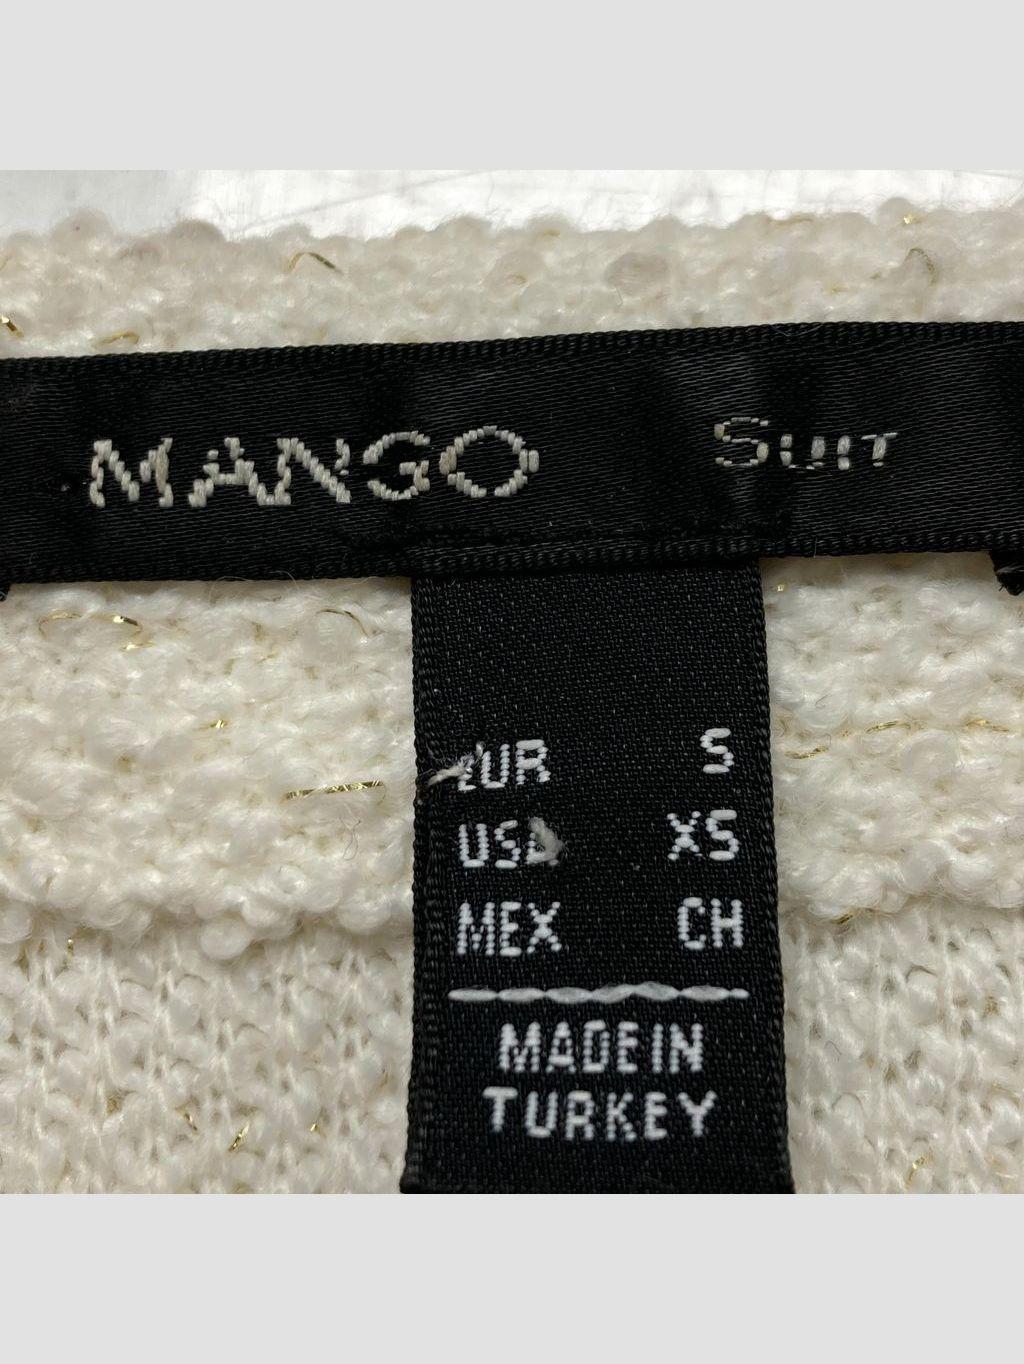 MANGO SUIT
EUR S
USA XS
MEX CH
MADE IN
TURKEY